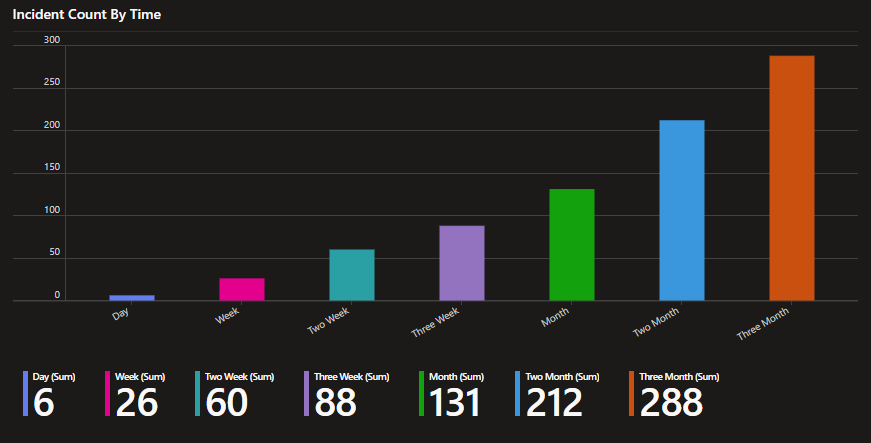 Incident Count By Time
300
250
200
150
100
50
0
Day
Week
Two Week
Three Week
Month
Two Month
Three Month
Day (Sum)
6
Week (Sum)
26
Two Week (Sum)
60
Three Week (Sum)
88
Month (Sum)
131
Two Month (Sum)
212
Three Month (Sum)
288